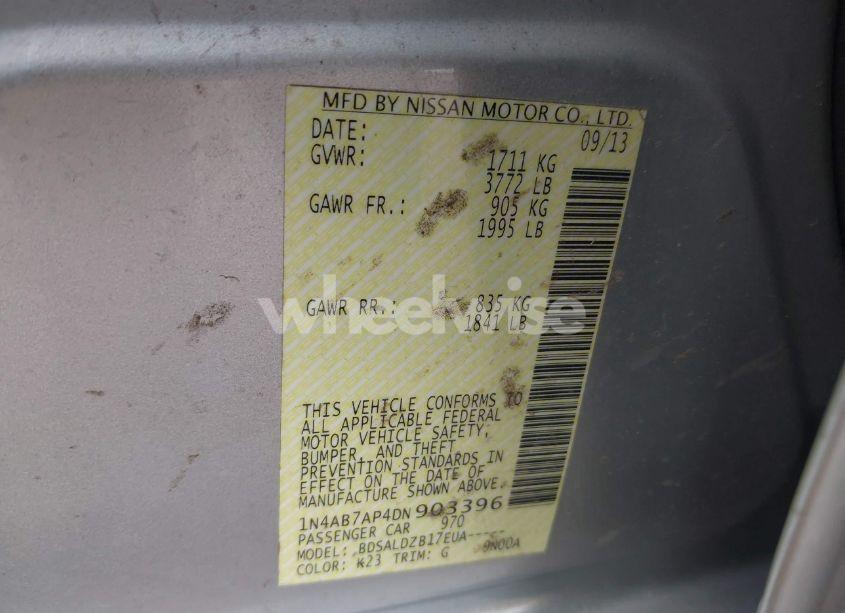 MFD BY NISSAN MOTOR CO., LTD.
DATE: 09/13
GVWR: 1711 KG
3772 LB
GAWR FR.: 905 KG
1995 LB
GAWR RR.: 835 KG
1841 LB
wheelwise
THIS VEHICLE CONFORMS TO
ALL APPLICABLE FEDERAL
MOTOR VEHICLE SAFETY,
BUMPER, AND THEFT
PREVENTION STANDARDS IN
EFFECT ON THE DATE OF
MANUFACTURE SHOWN ABOVE.
1N4AB7AP4DN903396
PASSENGER CAR 970
MODEL: BDSALDZB17EUA-----
COLOR: K23 TRIM: G 9N00A